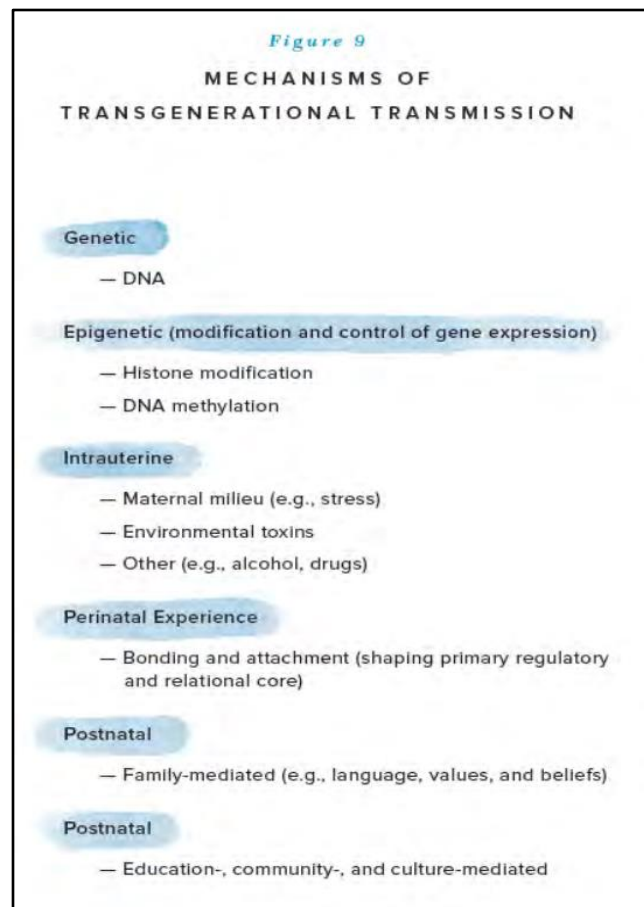 Figure 9
MECHANISMS OF
TRANSGENERATIONAL TRANSMISSION
Genetic
— DNA
Epigenetic (modification and control of gene expression)
— Histone modification
— DNA methylation
Intrauterine
— Maternal milieu (e.g., stress)
— Environmental toxins
— Other (e.g., alcohol, drugs)
Perinatal Experience
— Bonding and attachment (shaping primary regulatory
and relational core)
Postnatal
— Family-mediated (e.g., language, values, and beliefs)
Postnatal
— Education-, community-, and culture-mediated